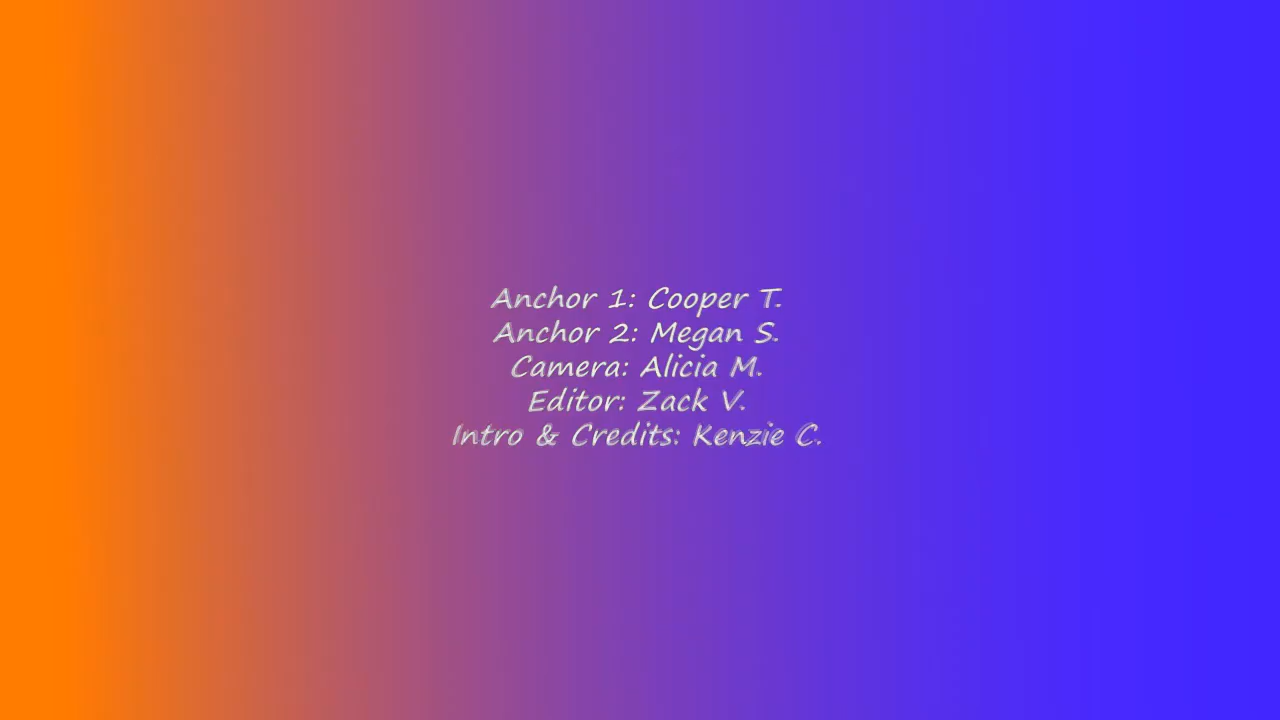 Anchor 1: Cooper T.
Anchor 2: Megan S.
Camera: Alicia M.
Editor: Zack V.
Intro & Credits: Kenzie C.